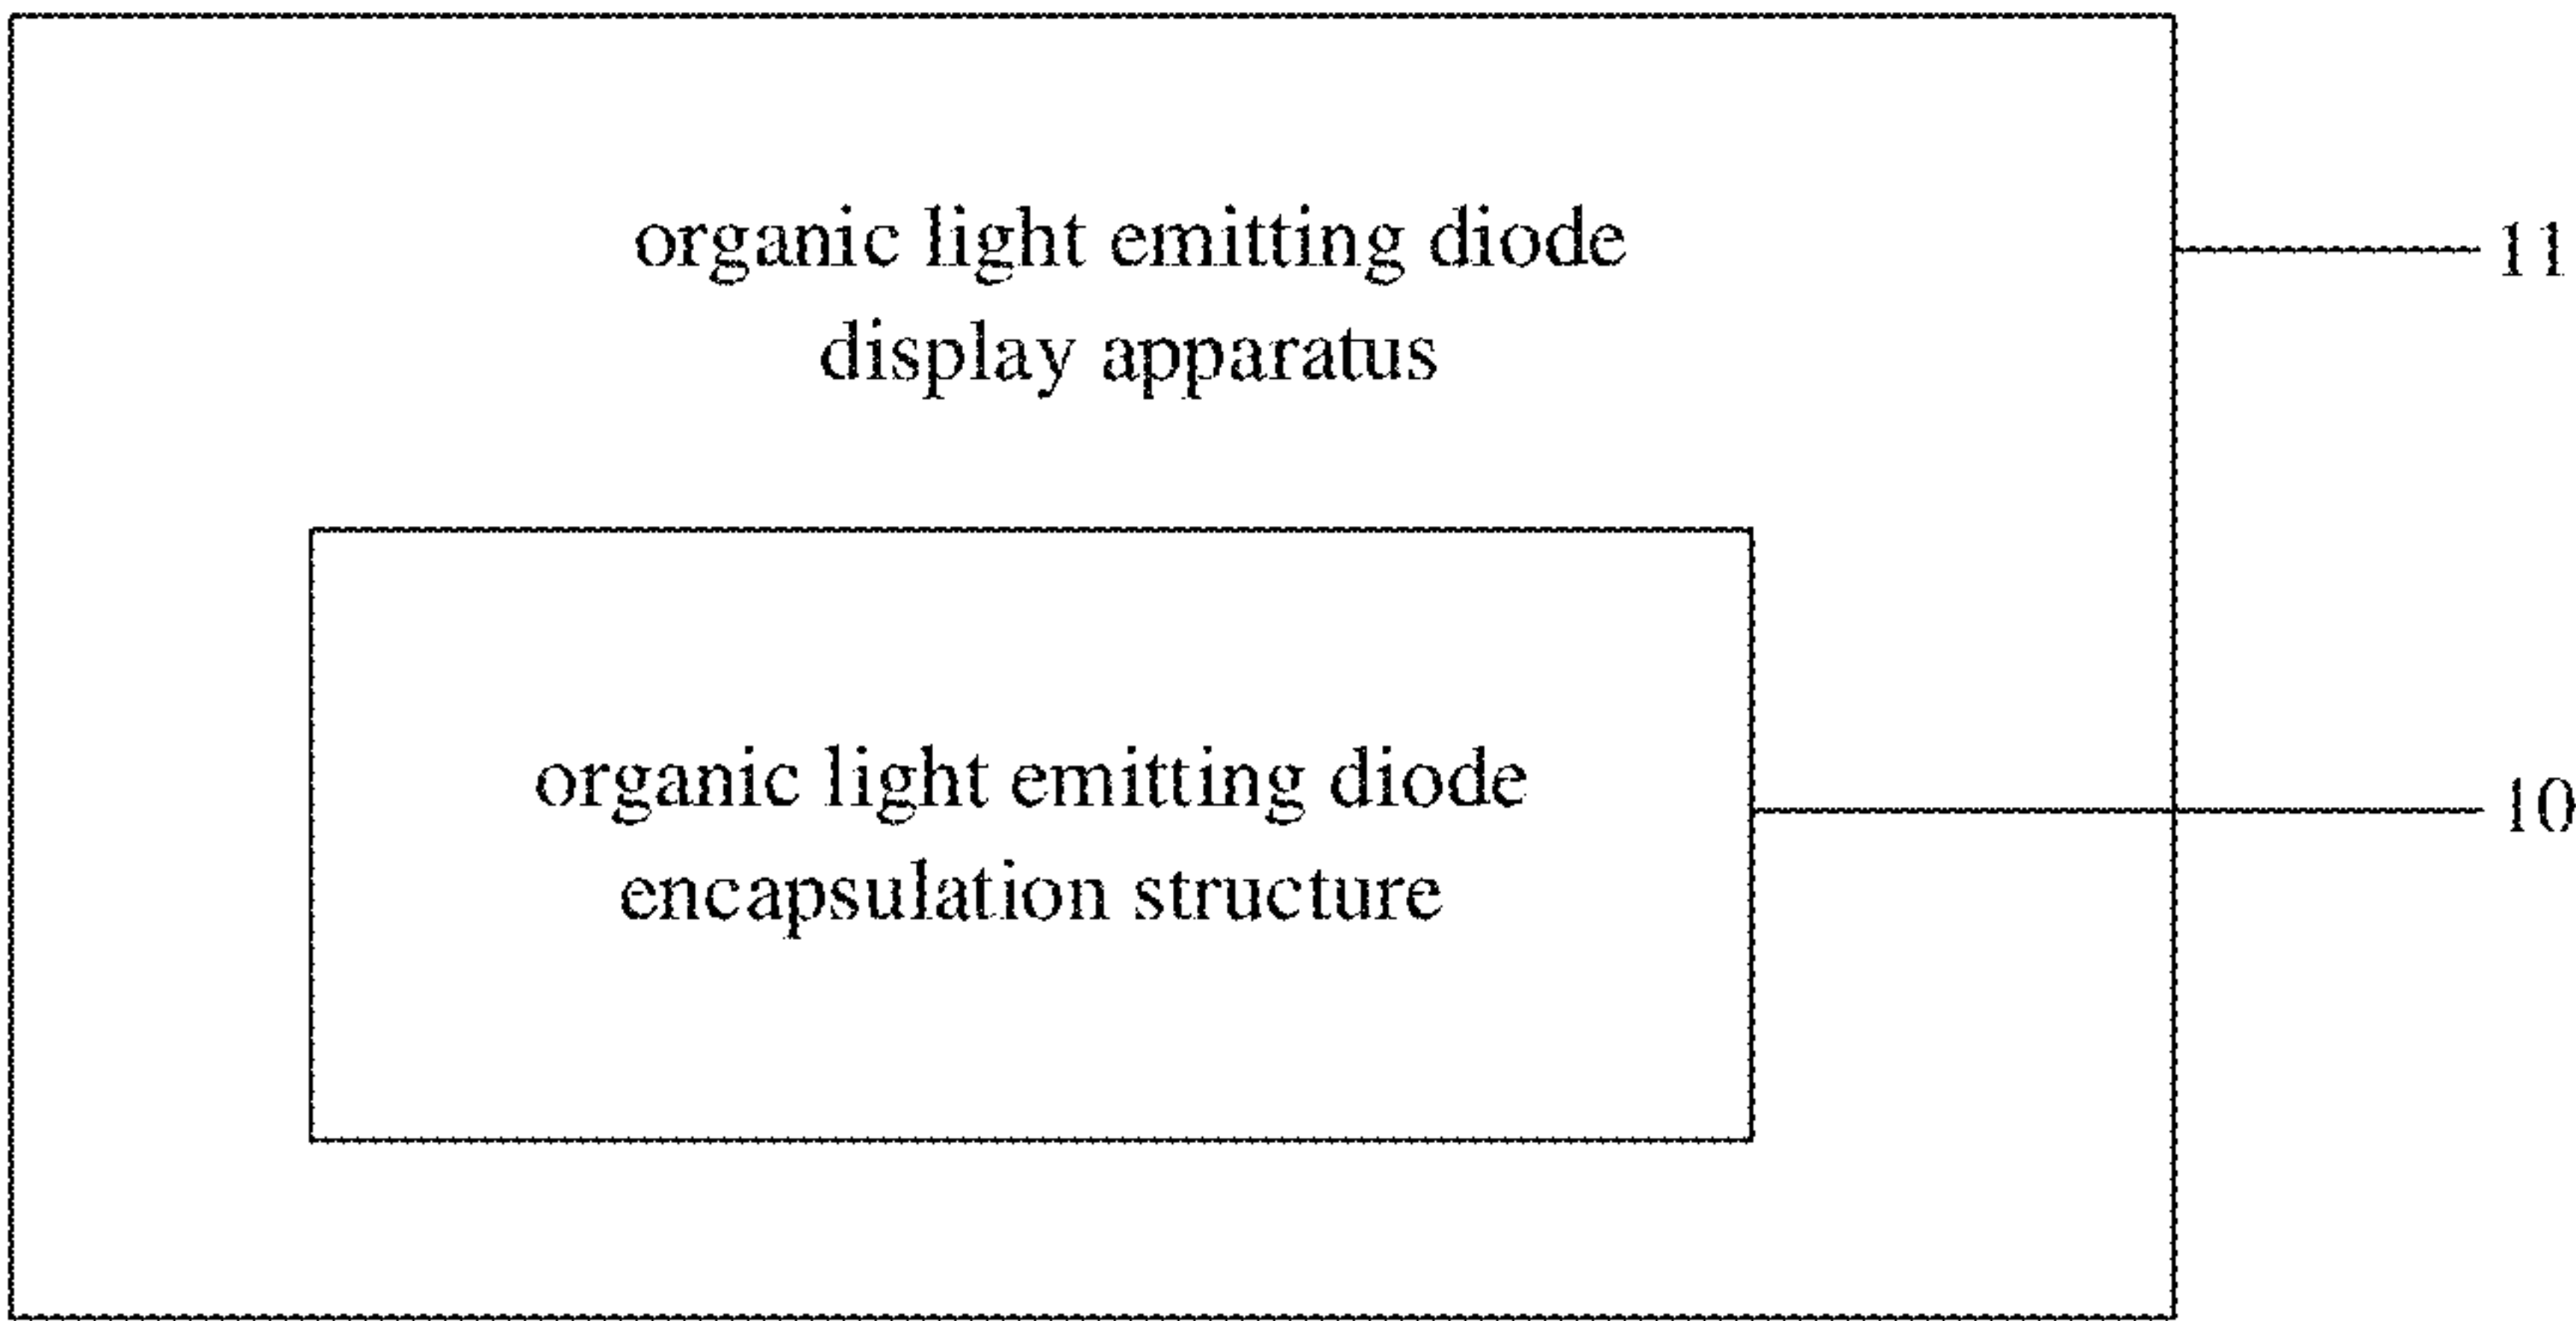 organic light emitting diode
display apparatus
11
organic light emitting diode
encapsulation structure
10